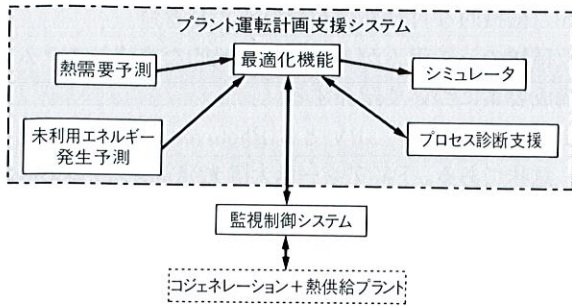 プラント運転計画支援システム
熱需要予測
最適化機能
シミュレータ
未利用エネルギー
発生予測
プロセス診断支援
監視制御システム
コジェネレーション+熱供給プラント